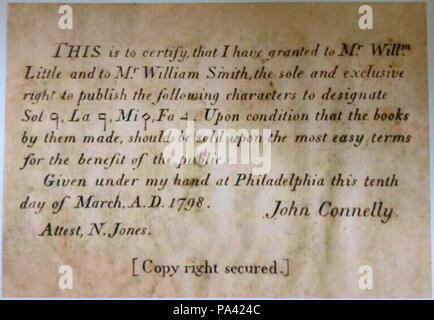 THIS is to certify, that I have granted to Mr Willm
Little and to Mr William Smith, the sole and exclusive
right to publish the following characters to designate
Sol, La, Mi, Fa. Upon condition that the books
by them made, should be sold upon the most easy terms
for the benefit of the public
Given under my hand at Philadelphia this tenth
day of March, A.D. 1798.
John Connelly.
Attest, N. Jones.
[Copy right secured.]
alamy
PA424C